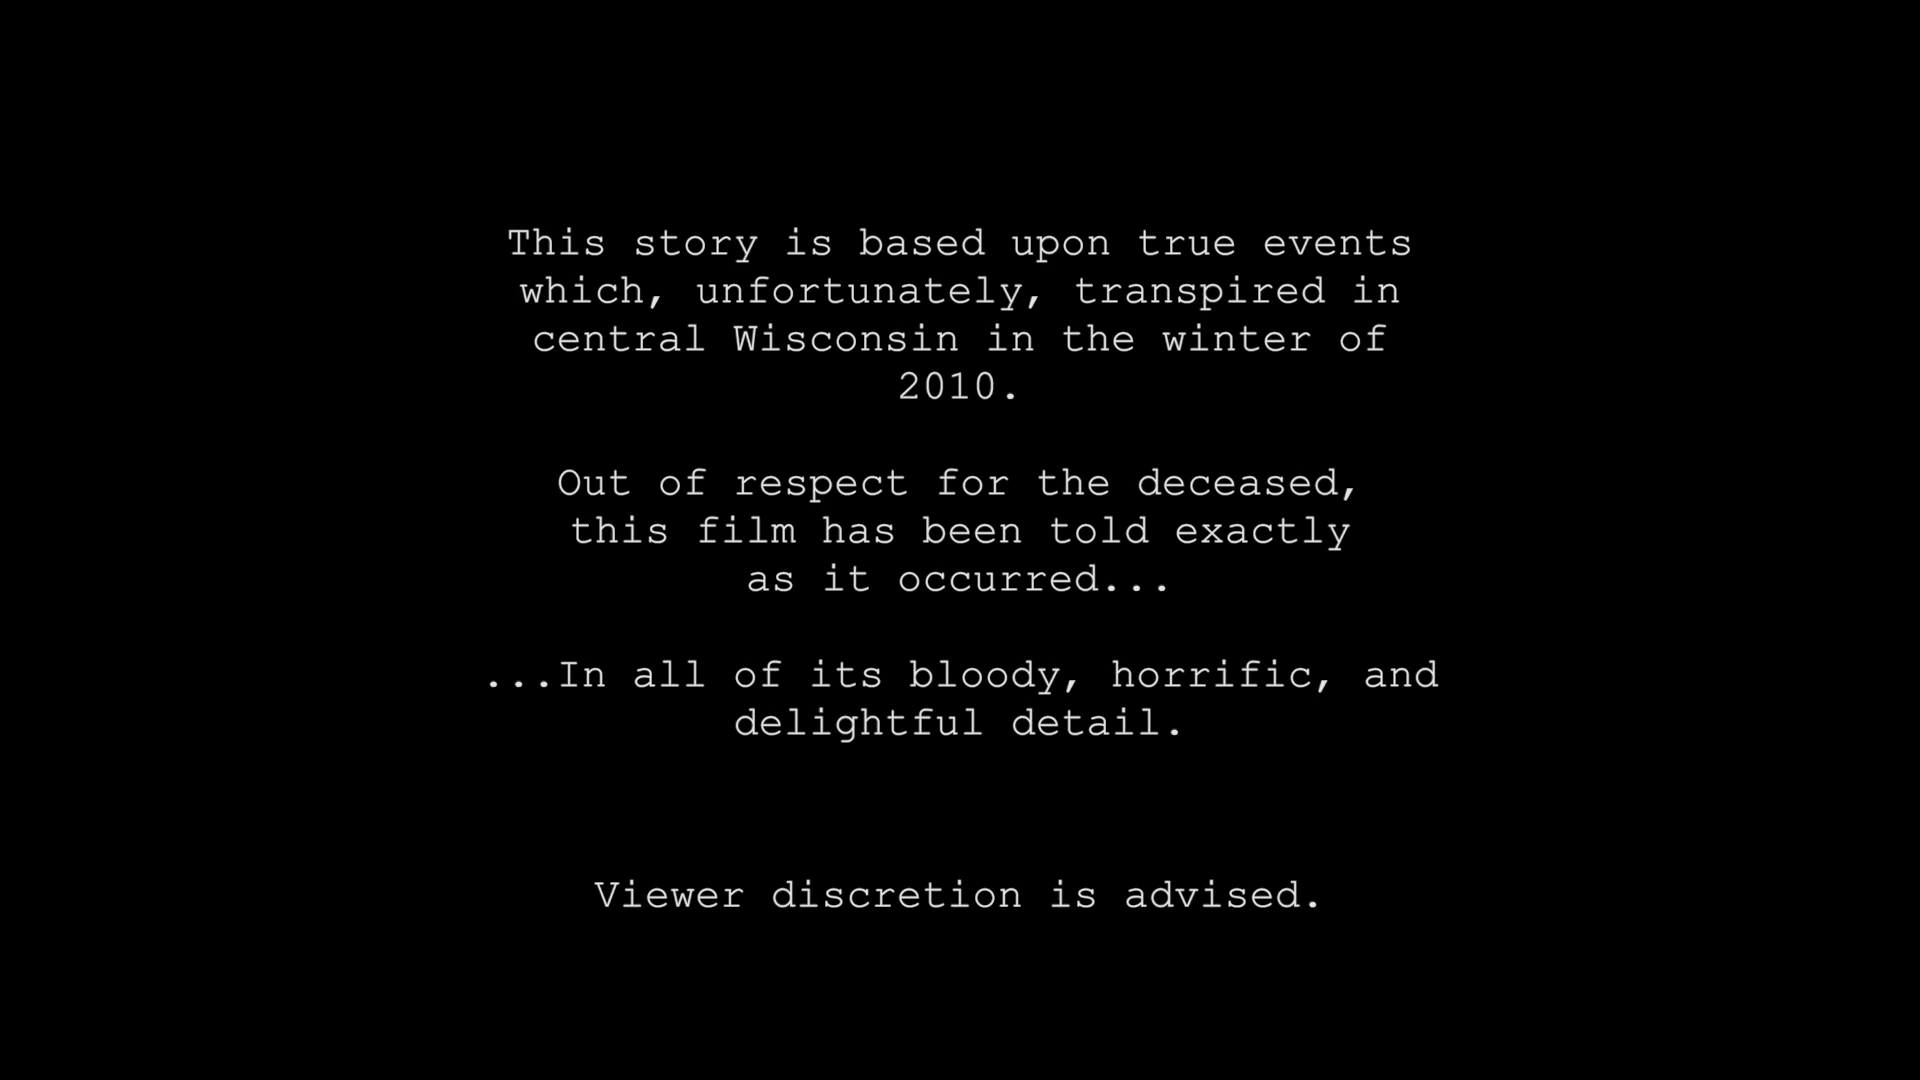 This story is based upon true events
which, unfortunately, transpired in
central Wisconsin in the winter of
2010.
Out of respect for the deceased,
this film has been told exactly
as it occurred...
...In all of its bloody, horrific, and
delightful detail.
Viewer discretion is advised.